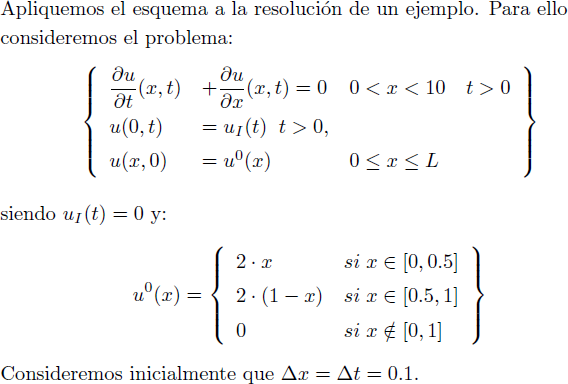 Apliquemos el esquema a la resolución de un ejemplo. Para ello
consideremos el problema:
∂u/∂t (x, t) + ∂u/∂x (x, t) = 0   0 < x < 10   t > 0
u(0, t) = u_I(t)  t > 0,
u(x, 0) = u⁰(x)   0 ≤ x ≤ L
siendo u_I(t) = 0 y:
u⁰(x) = { 2 · x   si x ∈ [0, 0.5]
2 · (1 − x)   si x ∈ [0.5, 1]
0   si x ∉ [0, 1] }
Consideremos inicialmente que Δx = Δt = 0.1.